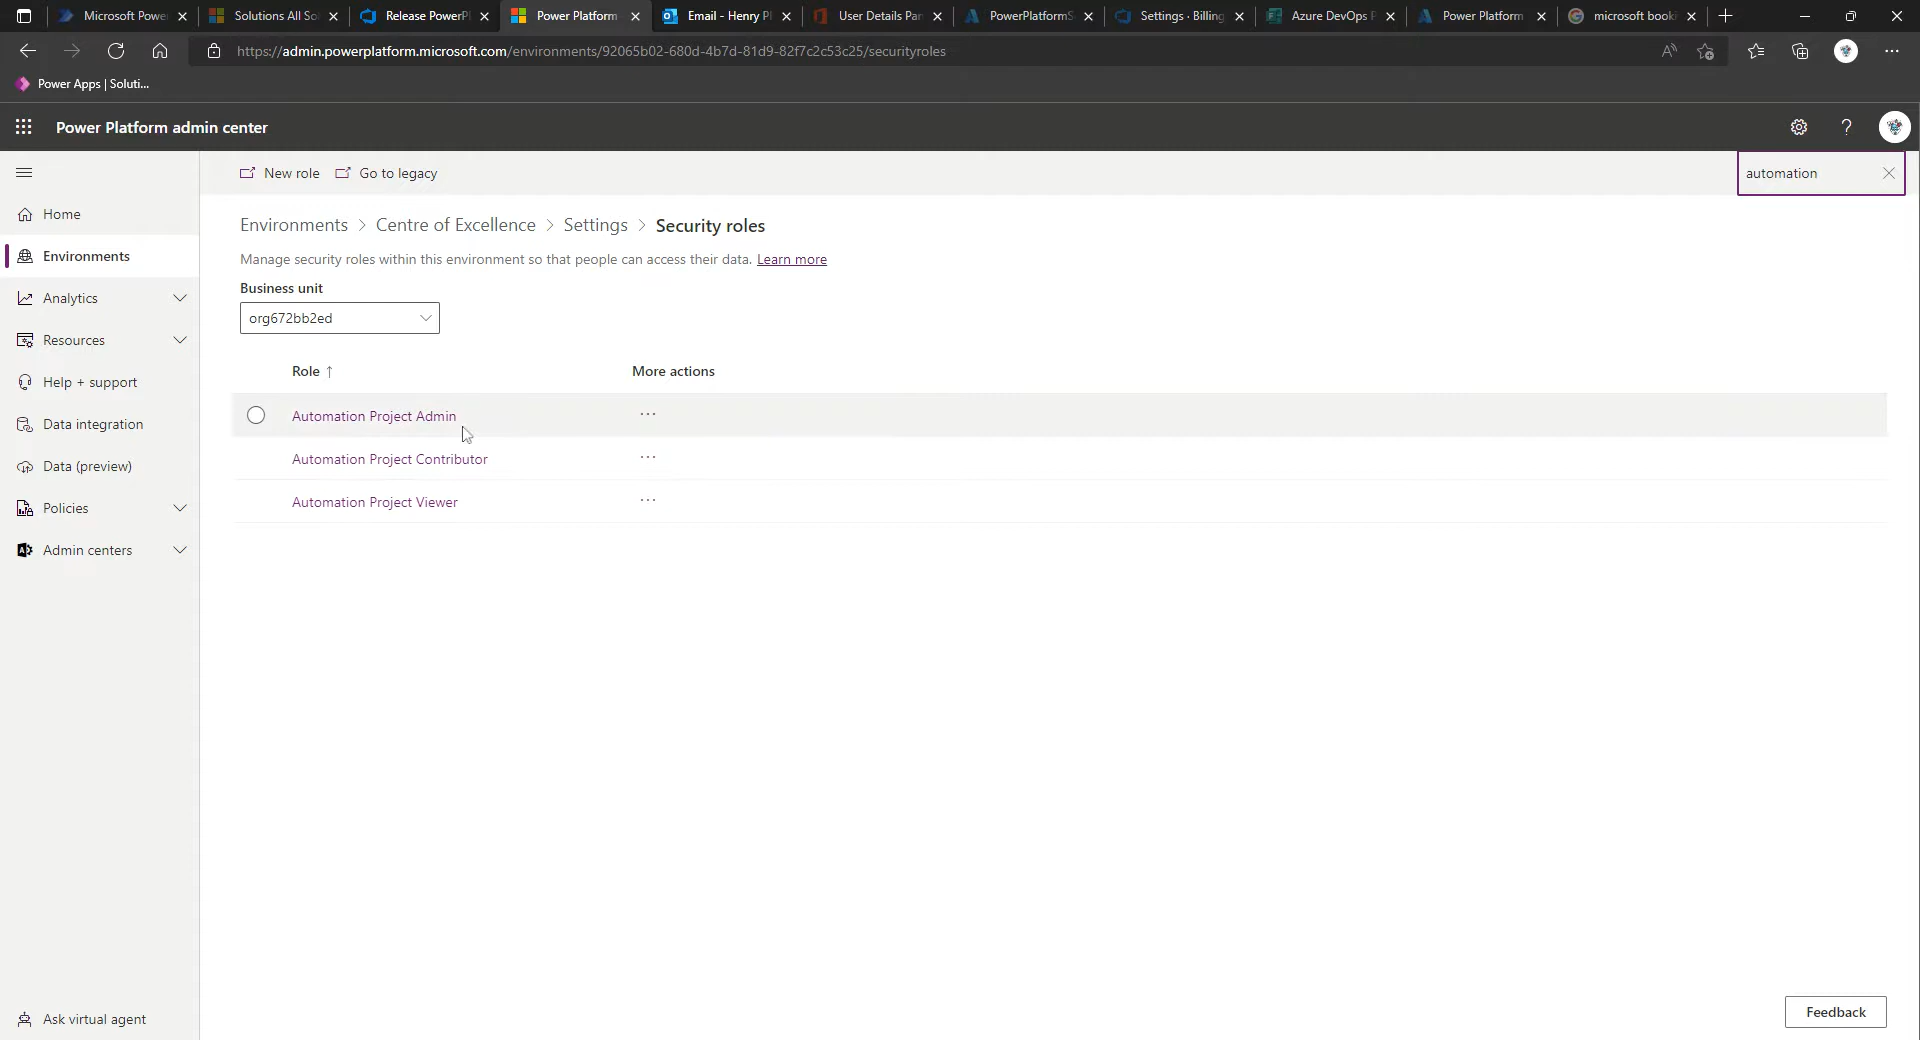 Microsoft Power
Solutions All So
Release PowerPl
Power Platform
Email - Henry Pl
User Details Par
PowerPlatformS
Settings · Billing
Azure DevOps P
Power Platform
microsoft booki
https://admin.powerplatform.microsoft.com/environments/92065b02-680d-4b7d-81d9-82f7c2c53c25/securityroles
Power Apps | Soluti...
Power Platform admin center
New role
Go to legacy
automation
Home
Environments
Analytics
Resources
Help + support
Data integration
Data (preview)
Policies
Admin centers
Ask virtual agent
Environments > Centre of Excellence > Settings > Security roles
Manage security roles within this environment so that people can access their data. Learn more
Business unit
org672bb2ed
Role ↑ More actions
Automation Project Admin ...
Automation Project Contributor ...
Automation Project Viewer ...
Feedback